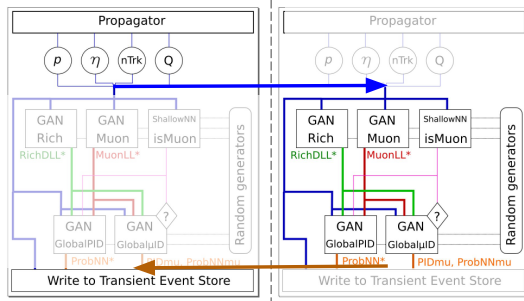 Propagator
p η nTrk Q
GAN Rich
GAN Muon
ShallowNN isMuon
RichDLL* MuonLL*
Random generators
?
GAN GlobalPID
GAN GlobalμID
ProbNN* PIDmu, ProbNNmu
Write to Transient Event Store
Propagator
p η nTrk Q
GAN Rich
GAN Muon
ShallowNN isMuon
RichDLL* MuonLL*
Random generators
?
GAN GlobalPID
GAN GlobalμID
ProbNN* PIDmu, ProbNNmu
Write to Transient Event Store